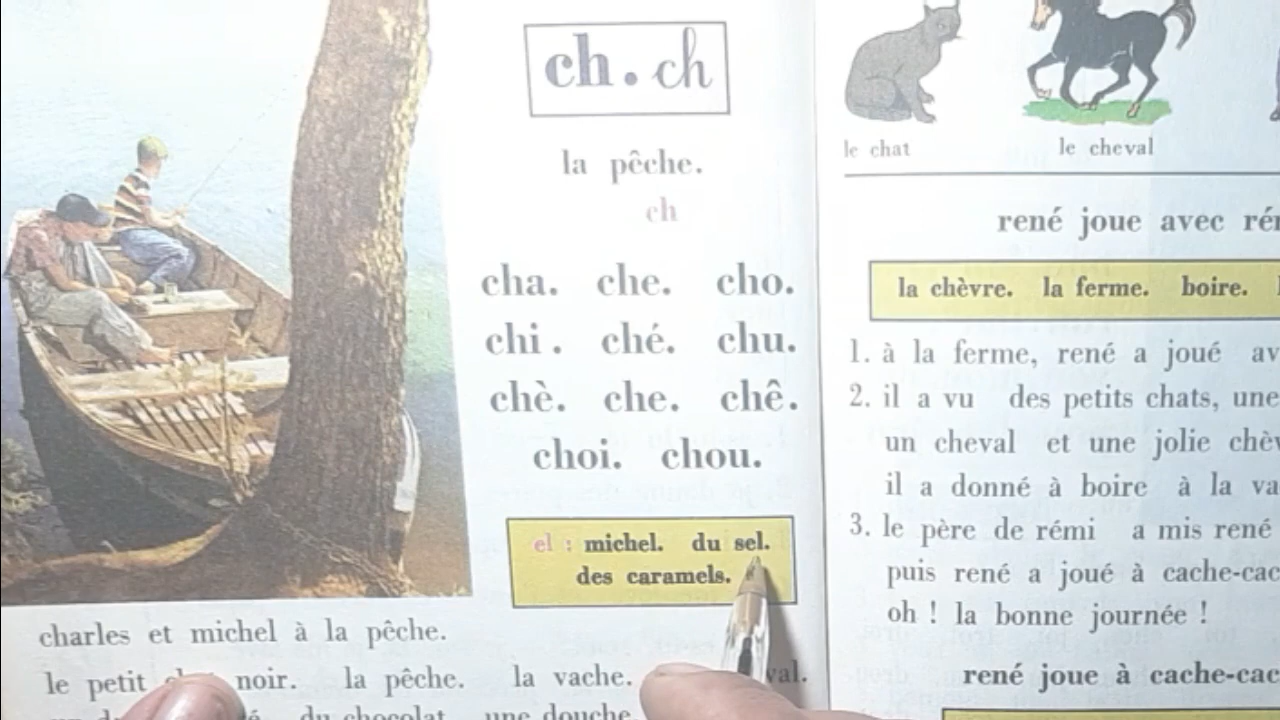 ch. ch
la pêche.
ch
cha. che. cho.
chi. ché. chu.
chè. che. chê.
choi. chou.
el : michel. du sel.
des caramels.
charles et michel à la pêche.
le petit noir. la pêche. la vache.
du chocolat une douche.
le chat
le cheval
rené joue avec
la chèvre. la ferme. boire.
1. à la ferme, rené a joué
2. il a vu des petits chats, une
un cheval et une jolie
il a donné à boire à la
3. le père de rémi a mis rené
puis rené a joué à
oh ! la bonne journée !
rené joue à